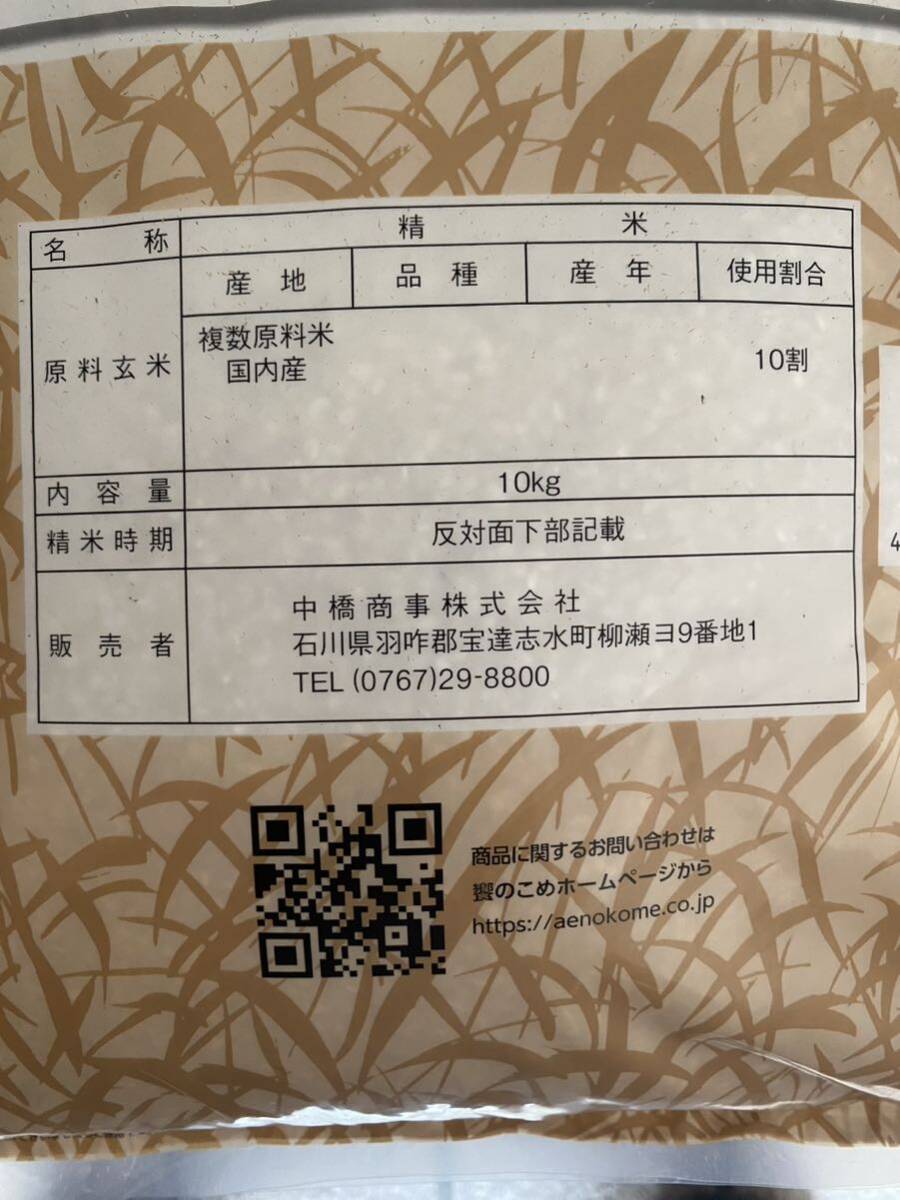 名称 精米
原料玄米 産地 品種 産年 使用割合
複数原料米
国内産 10割
内容量 10kg
精米時期 反対面下部記載
販売者 中橋商事株式会社
石川県羽咋郡宝達志水町柳瀬ヨ9番地1
TEL (0767)29-8800
4
商品に関するお問い合わせは
饗のこめホームページから
https://aenokome.co.jp